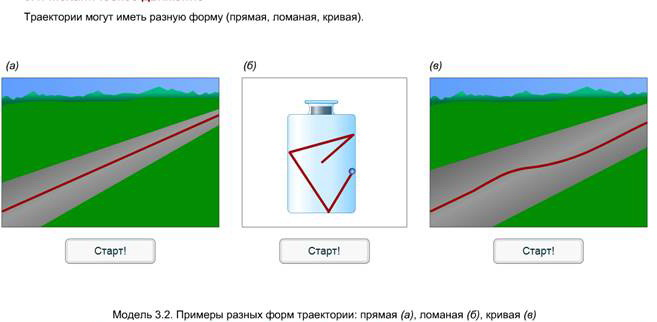 Траектории могут иметь разную форму (прямая, ломаная, кривая).
(а) (б) (в)
Старт! Старт! Старт!
Модель 3.2. Примеры разных форм траектории: прямая (а), ломаная (б), кривая (в)